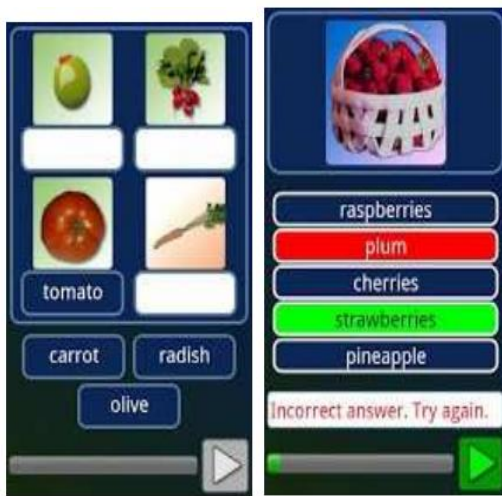 tomato
carrot
radish
olive
raspberries
plum
cherries
strawberries
pineapple
Incorrect answer. Try again.